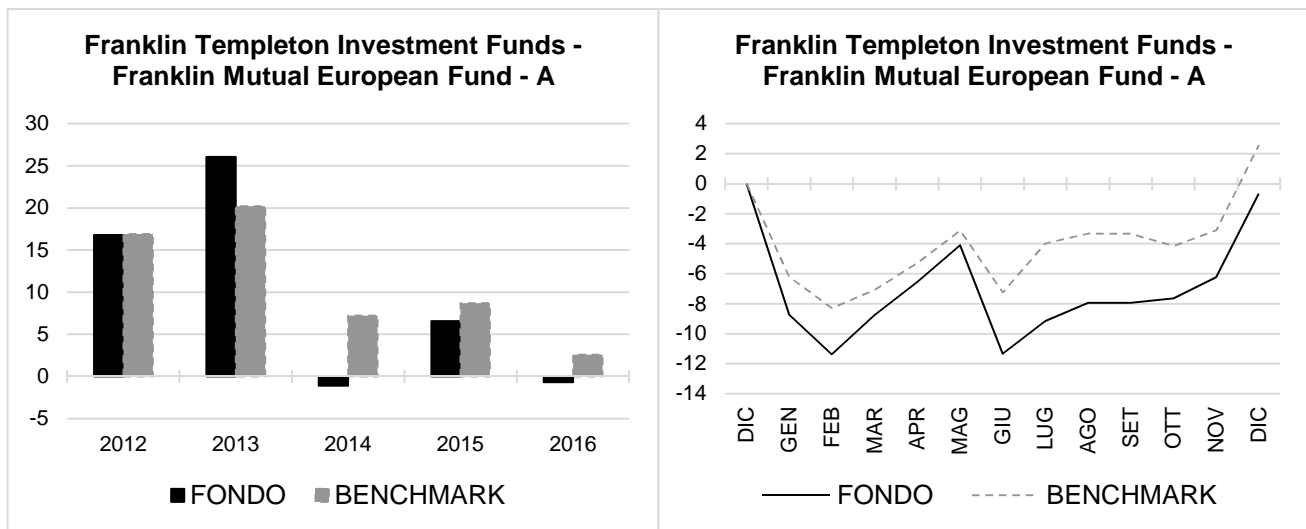 Franklin Templeton Investment Funds -
Franklin Mutual European Fund - A
30
25
20
15
10
5
0
-5
2012 2013 2014 2015 2016
FONDO BENCHMARK
Franklin Templeton Investment Funds -
Franklin Mutual European Fund - A
4
2
0
-2
-4
-6
-8
-10
-12
-14
DIC GEN FEB MAR APR MAG GIU LUG AGO SET OTT NOV DIC
FONDO BENCHMARK